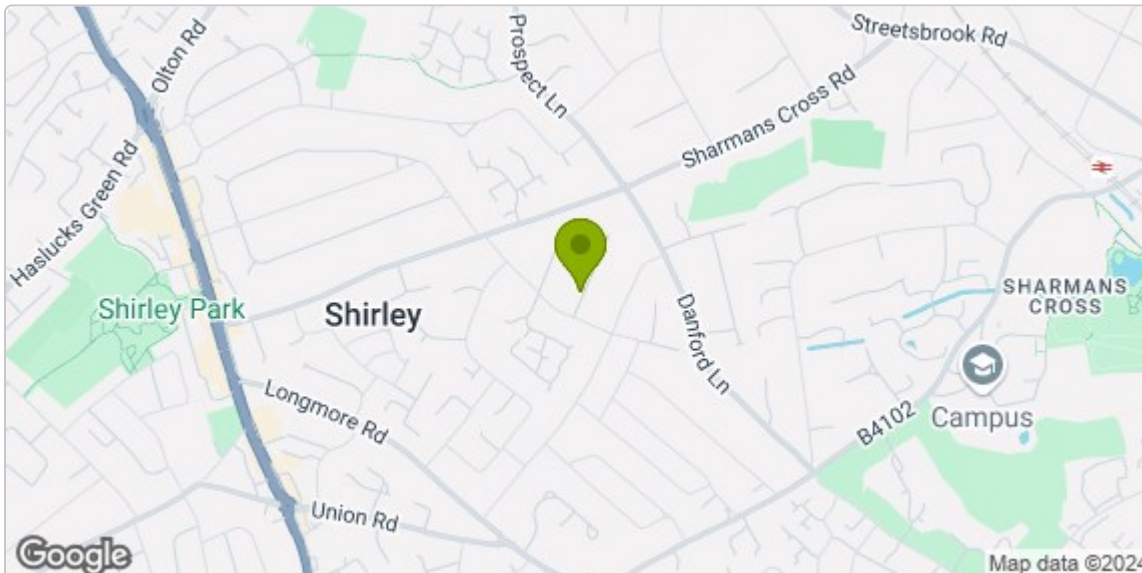 Olton Rd
Prospect Ln
Streetsbrook Rd
Sharmans Cross Rd
Haslucks Green Rd
Shirley Park
Shirley
Danford Ln
SHARMANS
CROSS
Longmore Rd
B4102
Campus
Union Rd
Google
Map data ©2024